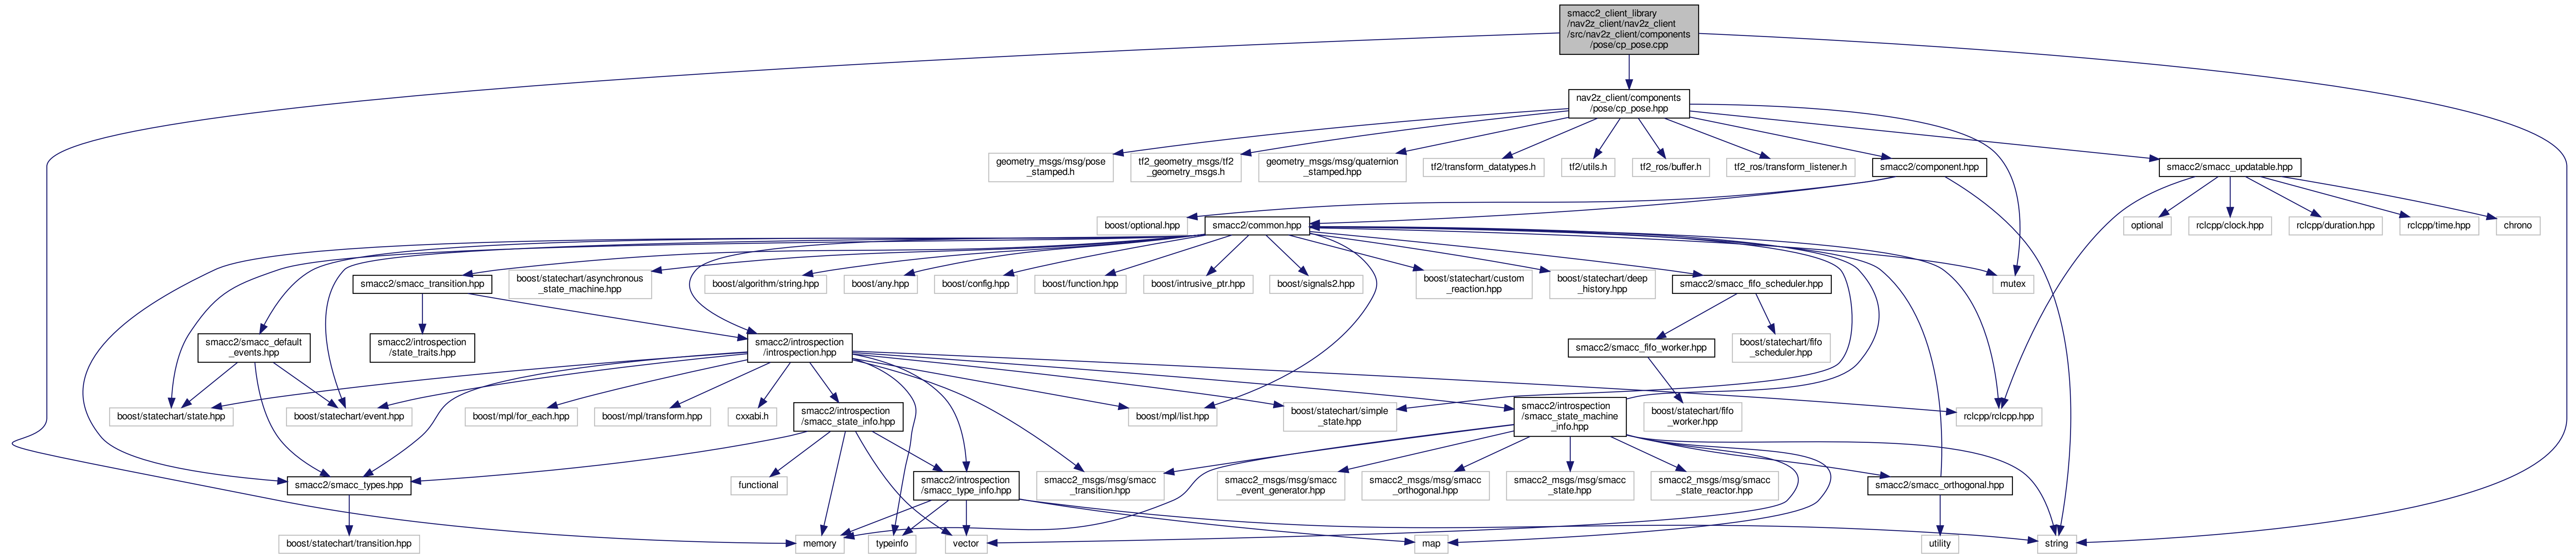 smacc2_client_library
/nav2z_client/nav2z_client
/src/nav2z_client/components
/pose/cp_pose.cpp
nav2z_client/components
/pose/cp_pose.hpp
geometry_msgs/msg/pose
_stamped.h
tf2_geometry_msgs/tf2
_geometry_msgs.h
geometry_msgs/msg/quaternion
_stamped.hpp
tf2/transform_datatypes.h
tf2/utils.h
tf2_ros/buffer.h
tf2_ros/transform_listener.h
smacc2/component.hpp
smacc2/smacc_updatable.hpp
boost/optional.hpp
smacc2/common.hpp
optional
rclcpp/clock.hpp
rclcpp/duration.hpp
rclcpp/time.hpp
chrono
smacc2/smacc_transition.hpp
boost/statechart/asynchronous
_state_machine.hpp
boost/algorithm/string.hpp
boost/any.hpp
boost/config.hpp
boost/function.hpp
boost/intrusive_ptr.hpp
boost/signals2.hpp
boost/statechart/custom
_reaction.hpp
boost/statechart/deep
_history.hpp
smacc2/smacc_fifo_scheduler.hpp
mutex
smacc2/smacc_default
_events.hpp
smacc2/introspection
/state_traits.hpp
smacc2/introspection
/introspection.hpp
smacc2/smacc_fifo_worker.hpp
boost/statechart/fifo
_scheduler.hpp
boost/statechart/state.hpp
boost/statechart/event.hpp
boost/mpl/for_each.hpp
boost/mpl/transform.hpp
cxxabi.h
smacc2/introspection
/smacc_state_info.hpp
boost/mpl/list.hpp
boost/statechart/simple
_state.hpp
smacc2/introspection
/smacc_state_machine
_info.hpp
boost/statechart/fifo
_worker.hpp
rclcpp/rclcpp.hpp
smacc2/smacc_types.hpp
functional
smacc2/introspection
/smacc_type_info.hpp
smacc2_msgs/msg/smacc
_transition.hpp
smacc2_msgs/msg/smacc
_event_generator.hpp
smacc2_msgs/msg/smacc
_orthogonal.hpp
smacc2_msgs/msg/smacc
_state.hpp
smacc2_msgs/msg/smacc
_state_reactor.hpp
smacc2/smacc_orthogonal.hpp
boost/statechart/transition.hpp
memory
typeinfo
vector
map
utility
string